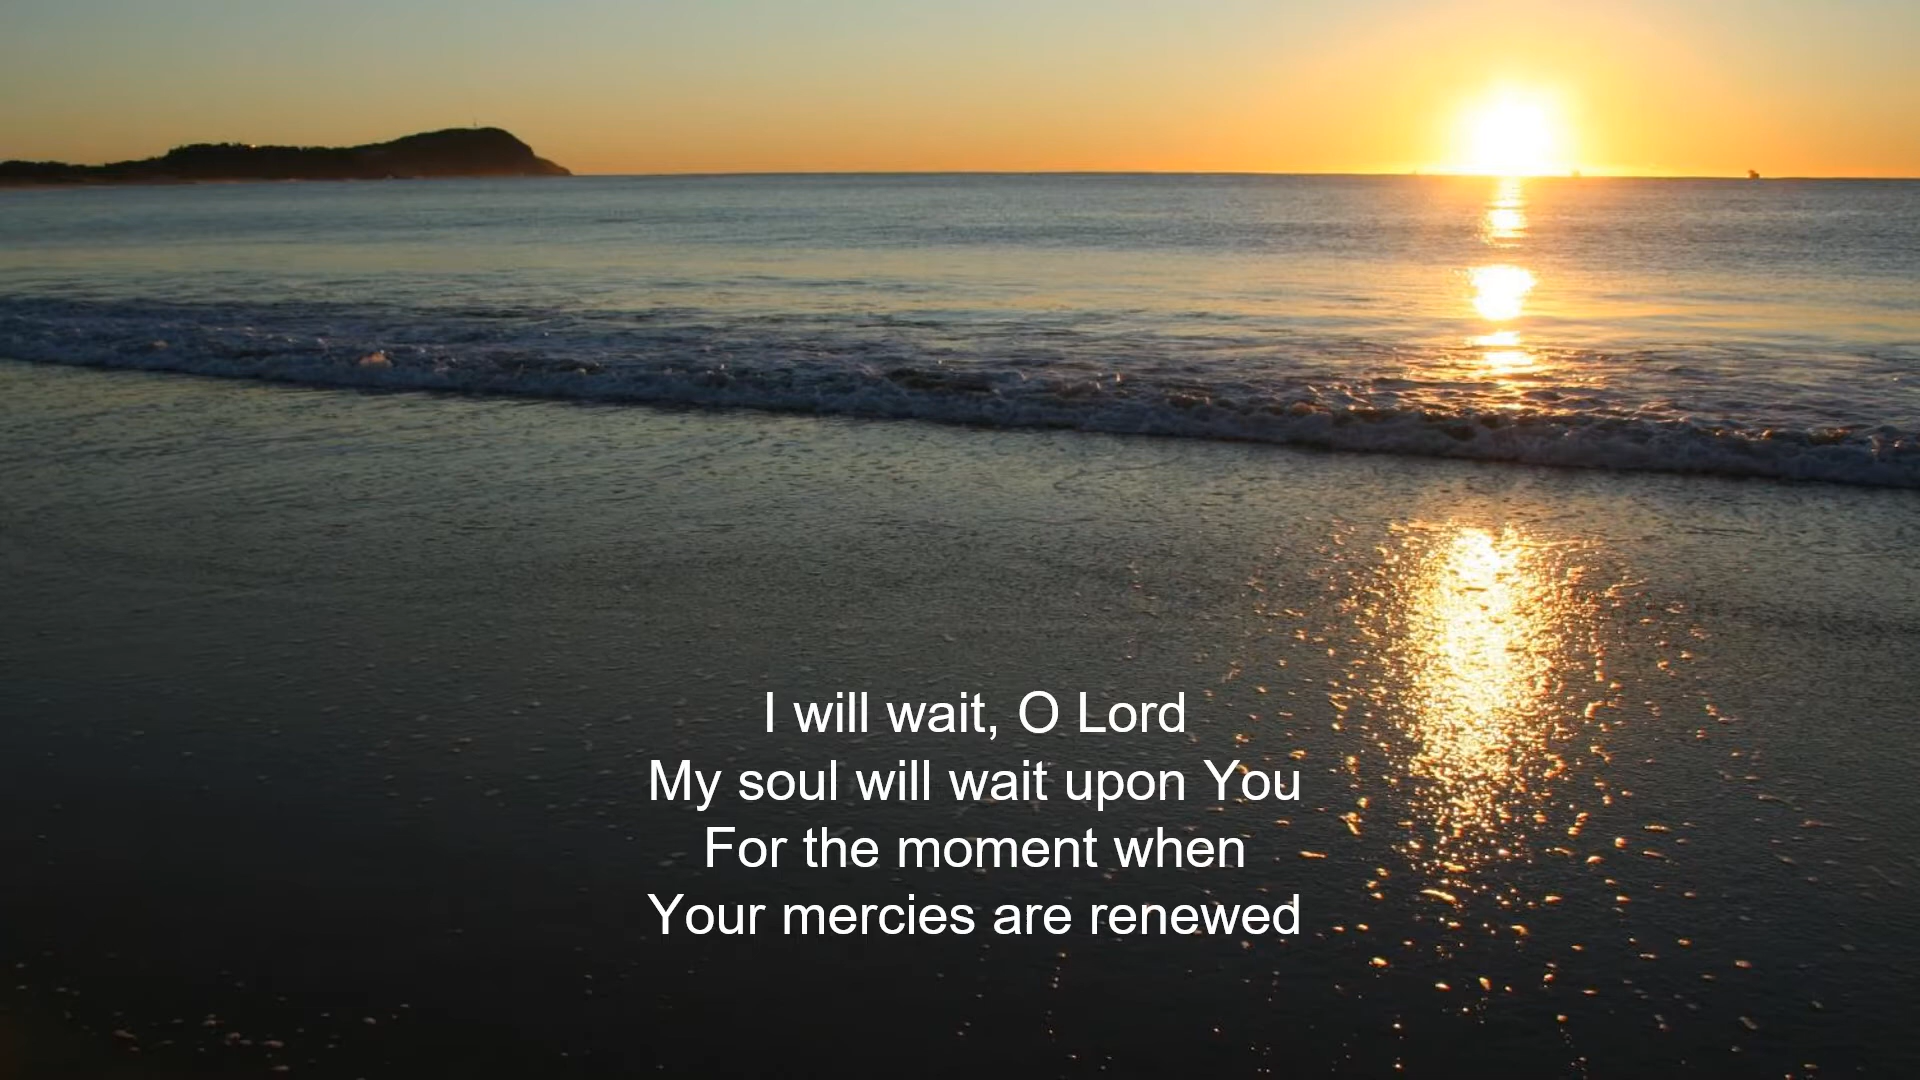 I will wait, O Lord
My soul will wait upon You
For the moment when
Your mercies are renewed